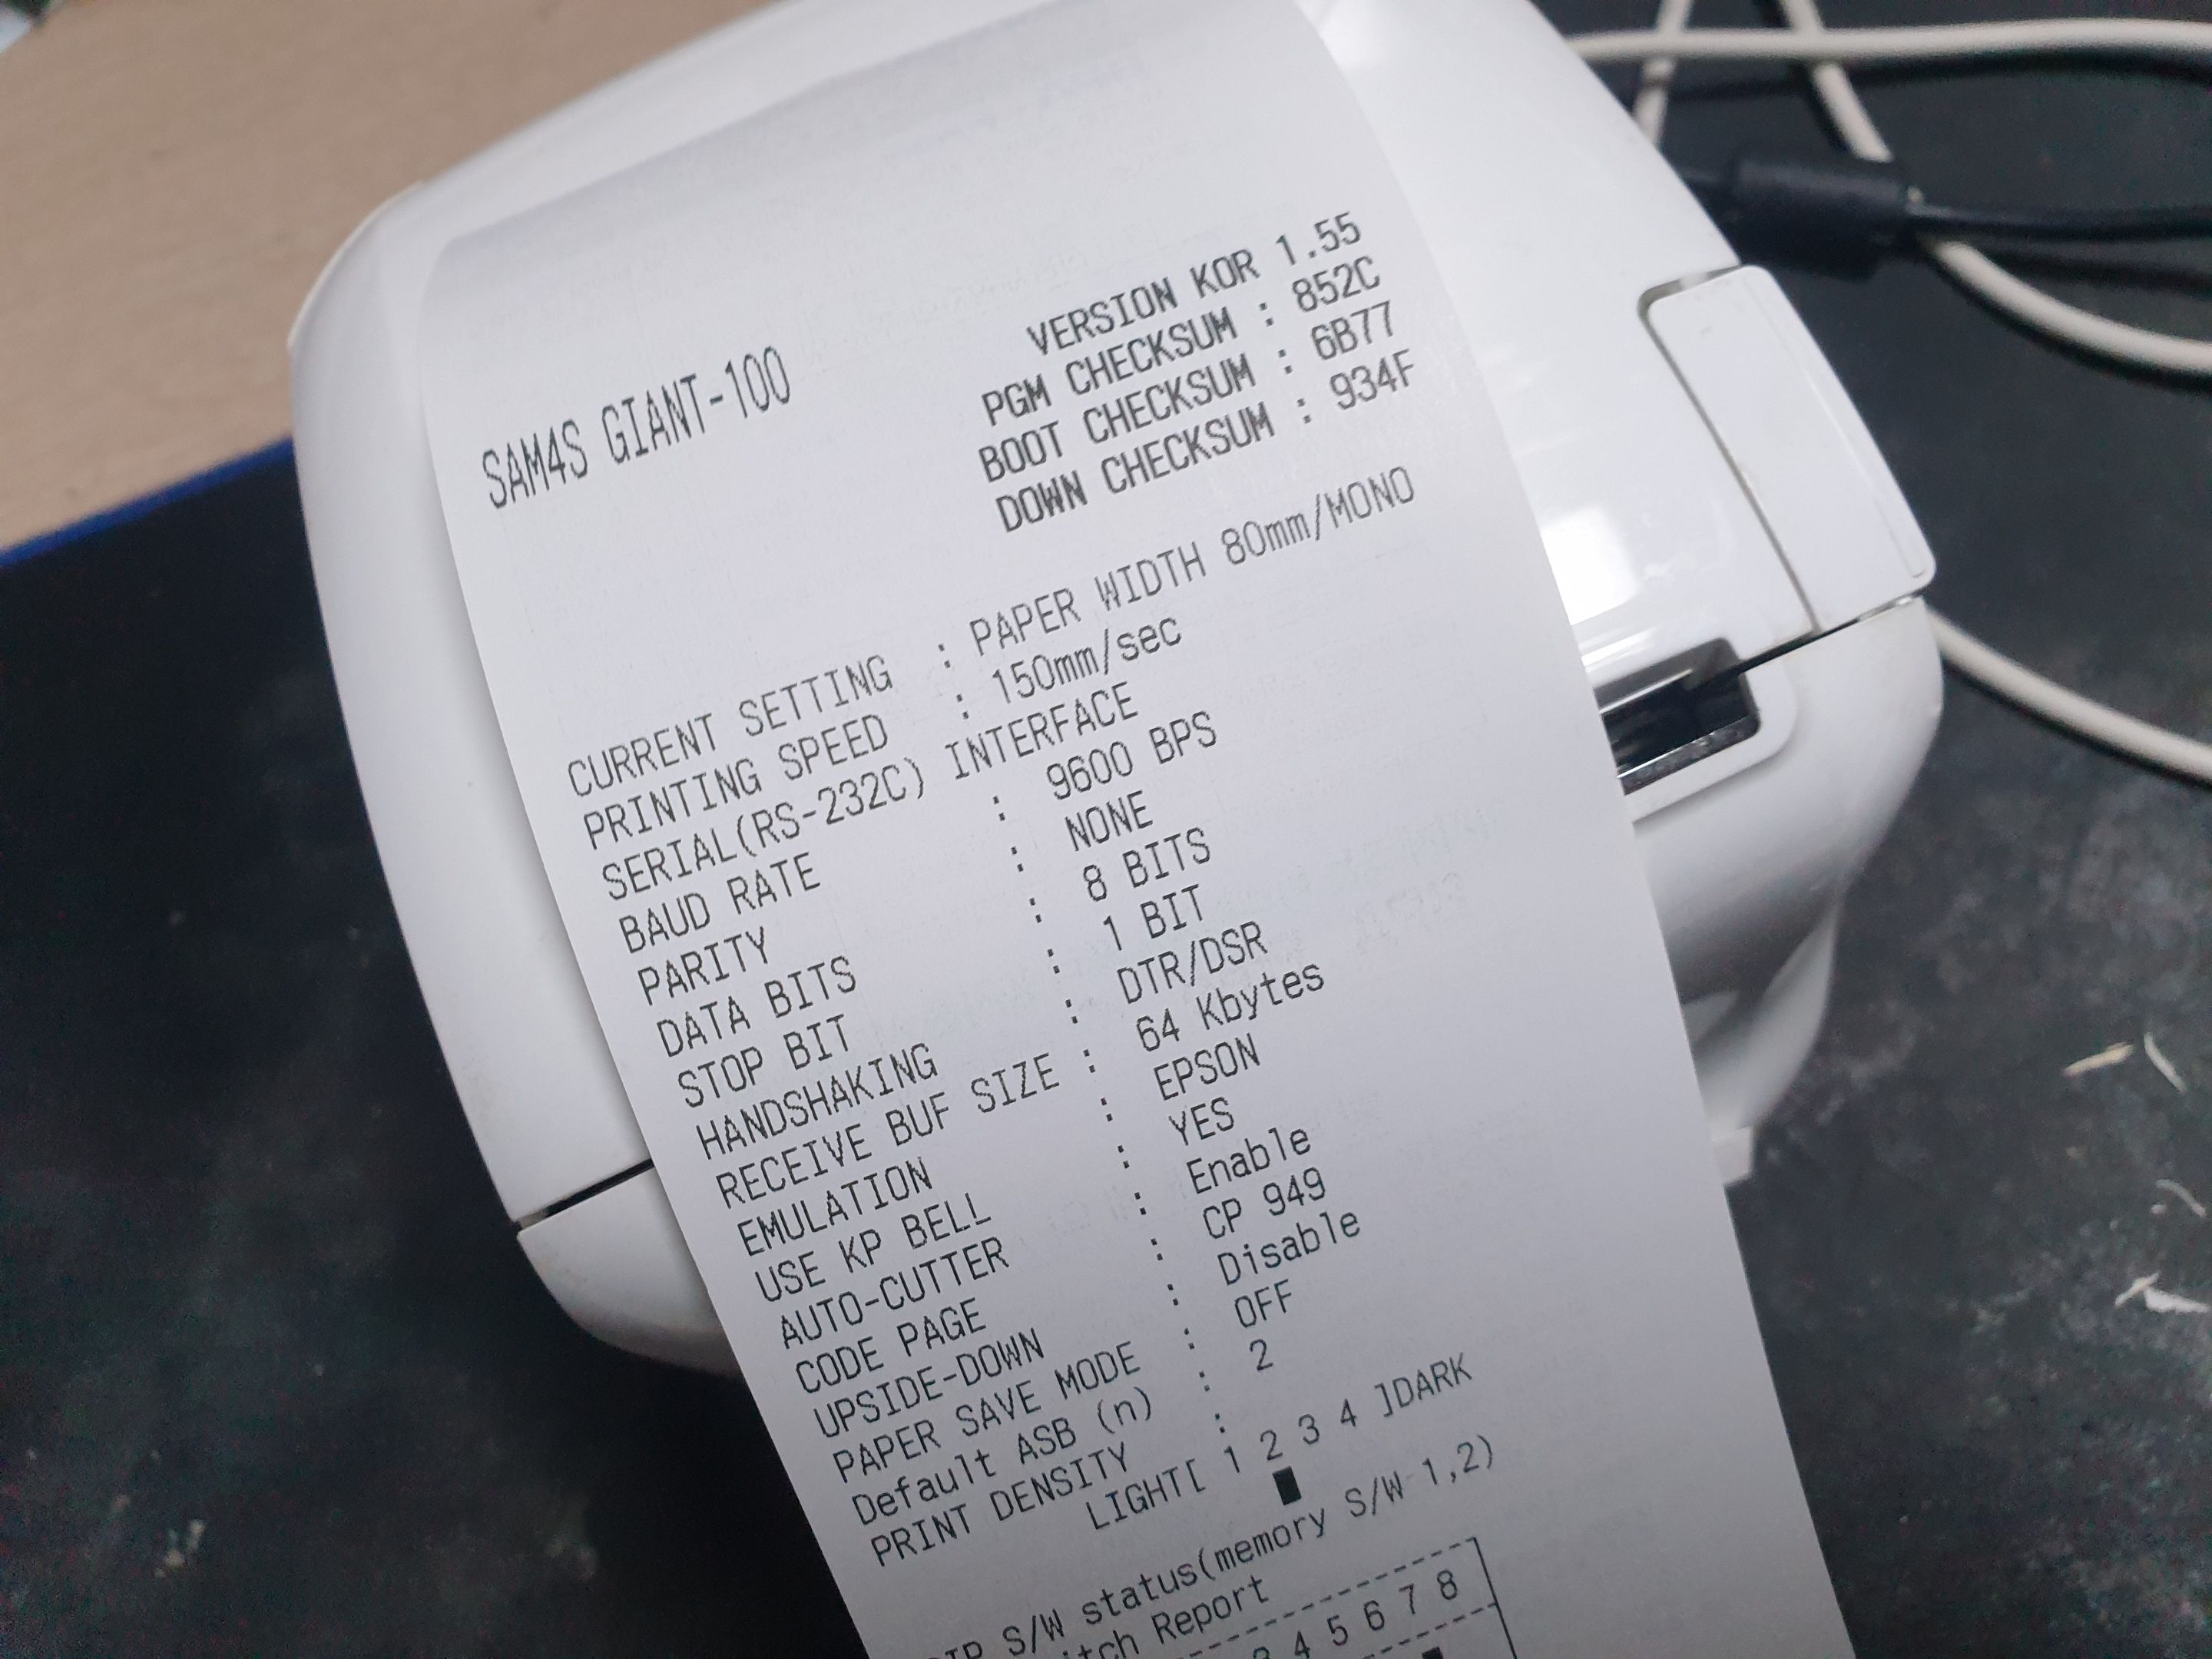 SAM4S GIANT-100
VERSION KOR 1.55
PGM CHECKSUM : 852C
BOOT CHECKSUM : 6B77
DOWN CHECKSUM : 934F
CURRENT SETTING : PAPER WIDTH 80mm/MONO
PRINTING SPEED : 150mm/sec
SERIAL(RS-232C) INTERFACE
BAUD RATE : 9600 BPS
PARITY : NONE
DATA BITS : 8 BITS
STOP BIT : 1 BIT
HANDSHAKING : DTR/DSR
RECEIVE BUF SIZE : 64 Kbytes
EMULATION : EPSON
USE KP BELL : YES
AUTO-CUTTER : Enable
CODE PAGE : CP 949
UPSIDE-DOWN : Disable
PAPER SAVE MODE : OFF
Default ASB (n) : 2
PRINT DENSITY :
LIGHT[ 1 2 3 4 ]DARK
S/W status(memory S/W 1,2)
Report
4 5 6 7 8